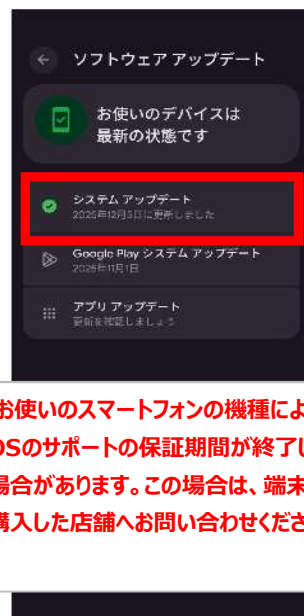 ソフトウェア アップデート
お使いのデバイスは
最新の状態です
システム アップデート
2025年12月5日に更新しました
Google Play システム アップデート
2025年11月1日
アプリ アップデート
更新を確認しましょう
お使いのスマートフォンの機種によ
OSのサポートの保証期間が終了し
場合があります。この場合は、端末
購入した店舗へお問い合わせくださ